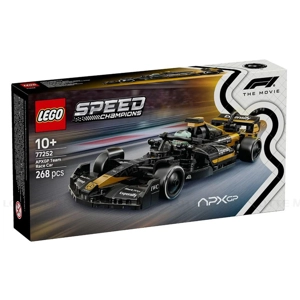 LEGO
SPEED
CHAMPIONS
F1
THE MOVIE
10+
77252
APXGP Team
Race Car
268 pcs
APXGP